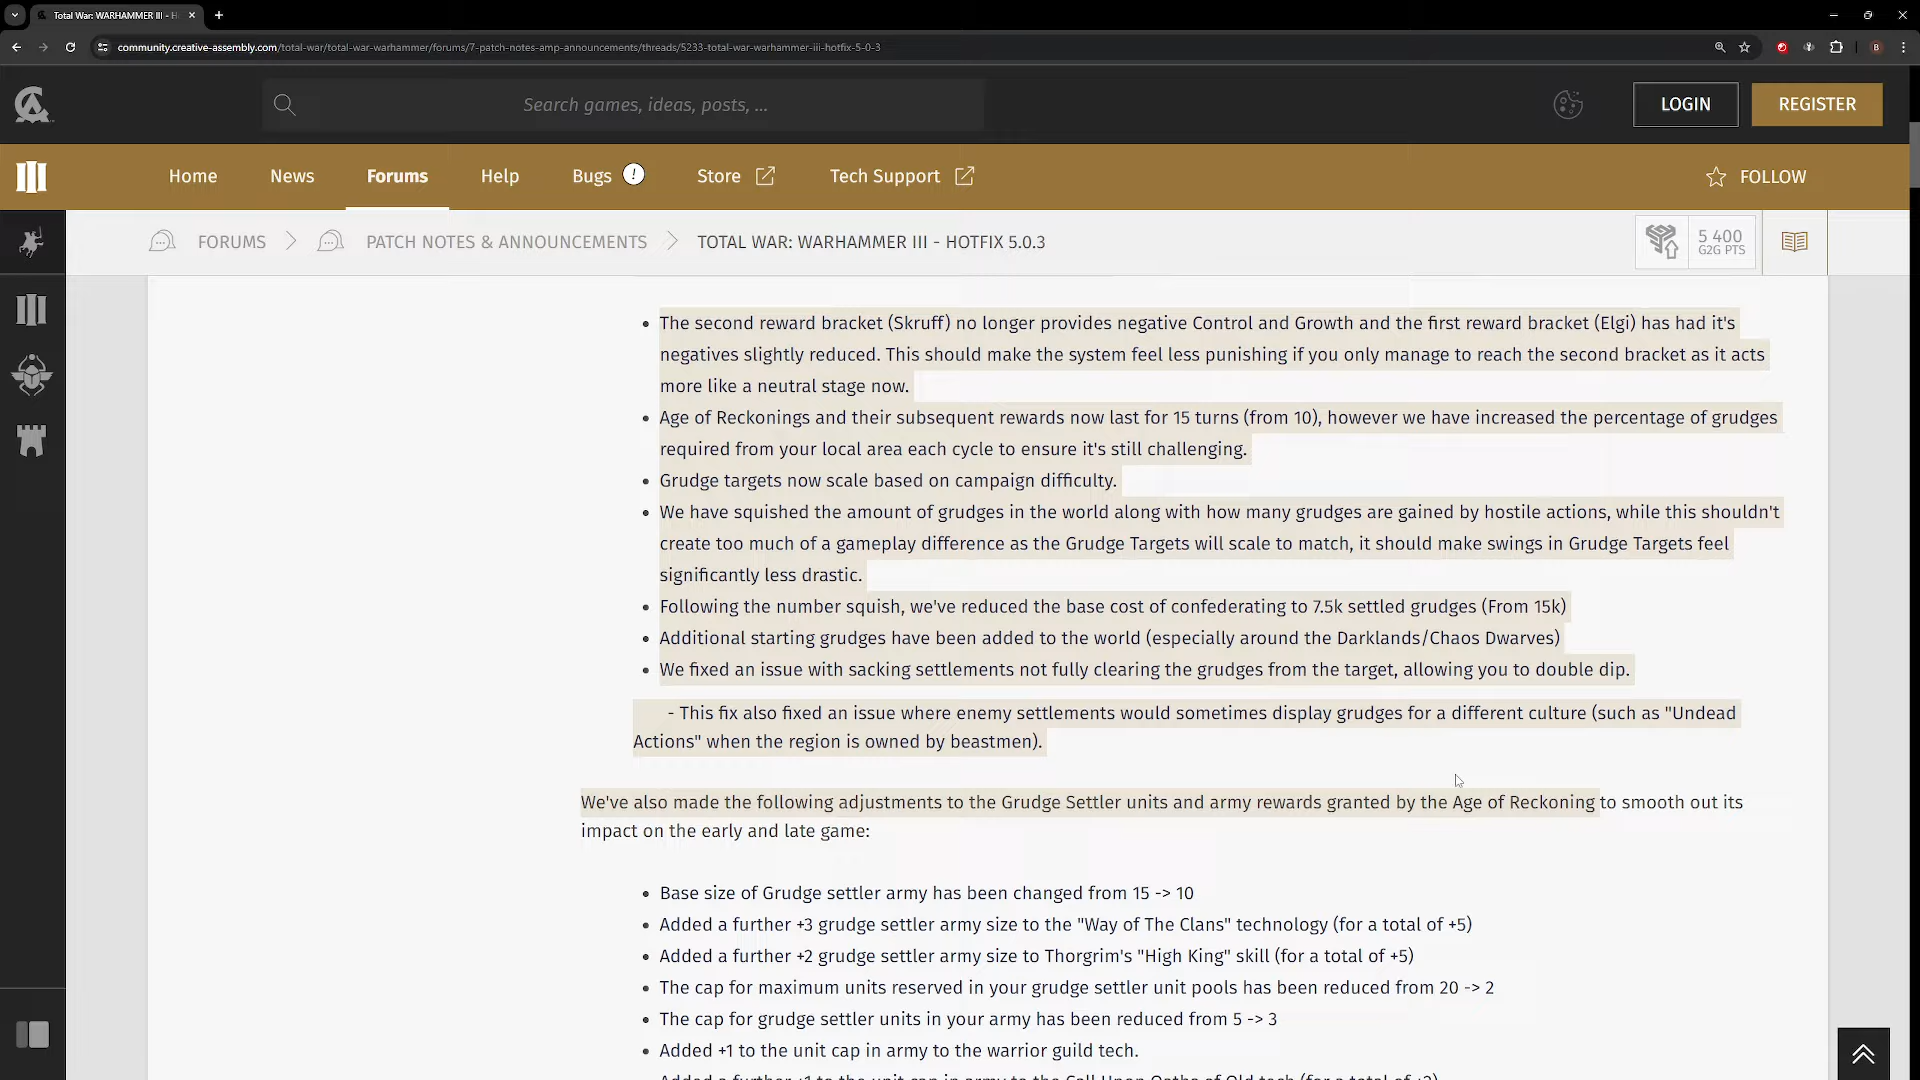 Total War: WARHAMMER III - H
community.creative-assembly.com/total-war/total-war-warhammer/forums/7-patch-notes-amp-announcements/threads/5233-total-war-warhammer-iii-hotfix-5-0-3
B
Search games, ideas, posts, ...
LOGIN
REGISTER
Home
News
Forums
Help
Bugs
!
Store
Tech Support
FOLLOW
FORUMS
PATCH NOTES & ANNOUNCEMENTS
TOTAL WAR: WARHAMMER III - HOTFIX 5.0.3
5 400
G2G PTS
The second reward bracket (Skruff) no longer provides negative Control and Growth and the first reward bracket (Elgi) has had it's
negatives slightly reduced. This should make the system feel less punishing if you only manage to reach the second bracket as it acts
more like a neutral stage now.
Age of Reckonings and their subsequent rewards now last for 15 turns (from 10), however we have increased the percentage of grudges
required from your local area each cycle to ensure it's still challenging.
Grudge targets now scale based on campaign difficulty.
We have squished the amount of grudges in the world along with how many grudges are gained by hostile actions, while this shouldn't
create too much of a gameplay difference as the Grudge Targets will scale to match, it should make swings in Grudge Targets feel
significantly less drastic.
Following the number squish, we've reduced the base cost of confederating to 7.5k settled grudges (From 15k)
Additional starting grudges have been added to the world (especially around the Darklands/Chaos Dwarves)
We fixed an issue with sacking settlements not fully clearing the grudges from the target, allowing you to double dip.
- This fix also fixed an issue where enemy settlements would sometimes display grudges for a different culture (such as "Undead
Actions" when the region is owned by beastmen).
We've also made the following adjustments to the Grudge Settler units and army rewards granted by the Age of Reckoning to smooth out its
impact on the early and late game:
Base size of Grudge settler army has been changed from 15 -> 10
Added a further +3 grudge settler army size to the "Way of The Clans" technology (for a total of +5)
Added a further +2 grudge settler army size to Thorgrim's "High King" skill (for a total of +5)
The cap for maximum units reserved in your grudge settler unit pools has been reduced from 20 -> 2
The cap for grudge settler units in your army has been reduced from 5 -> 3
Added +1 to the unit cap in army to the warrior guild tech.
Added a further +1 to the unit cap in army to the Call Upon Oaths of Old tech (for a total of +2)